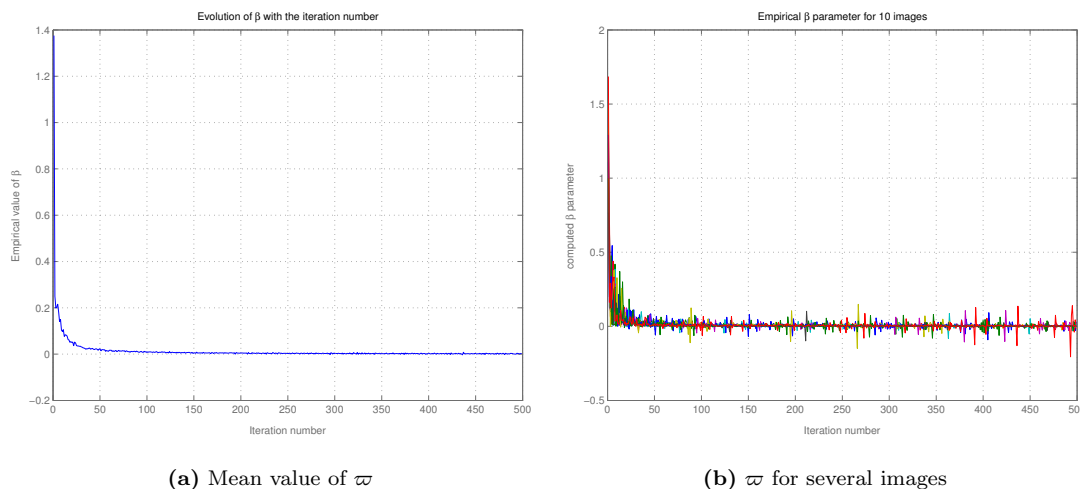 Evolution of β with the iteration number
Empirical value of β
1.4
1.2
1
0.8
0.6
0.4
0.2
0
−0.2
0 50 100 150 200 250 300 350 400 450 500
Iteration number
(a) Mean value of ϖ
Empirical β parameter for 10 images
computed β parameter
2
1.5
1
0.5
0
−0.5
0 50 100 150 200 250 300 350 400 450 500
Iteration number
(b) ϖ for several images